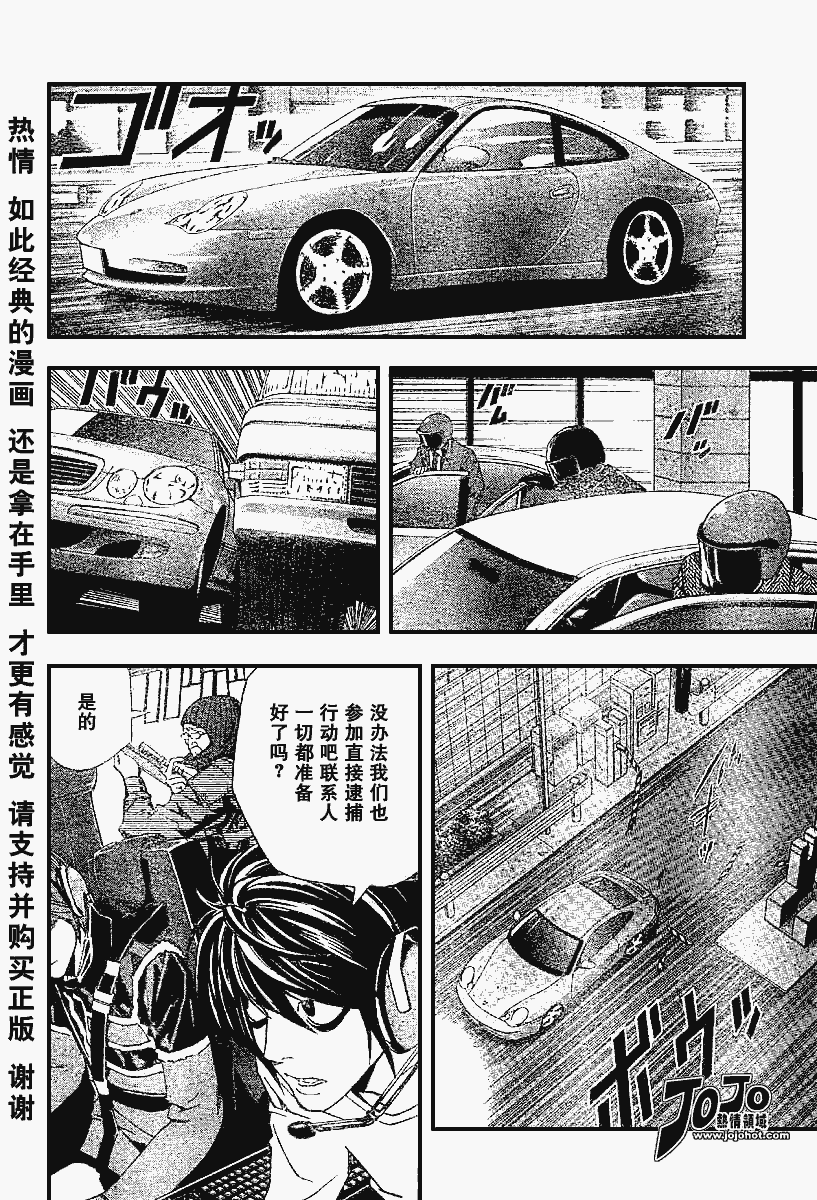 热情 如此经典的漫画 还是拿在手里 才更有感觉 请支持并购买正版 谢谢
ゴオッ
バムッ
バッ
バウッ
ボウッ
没办法我们也
参加直接逮捕
行动吧联系人
一切都准备
好了吗？
是的
JOJO
熱情領域
www.jojohot.com